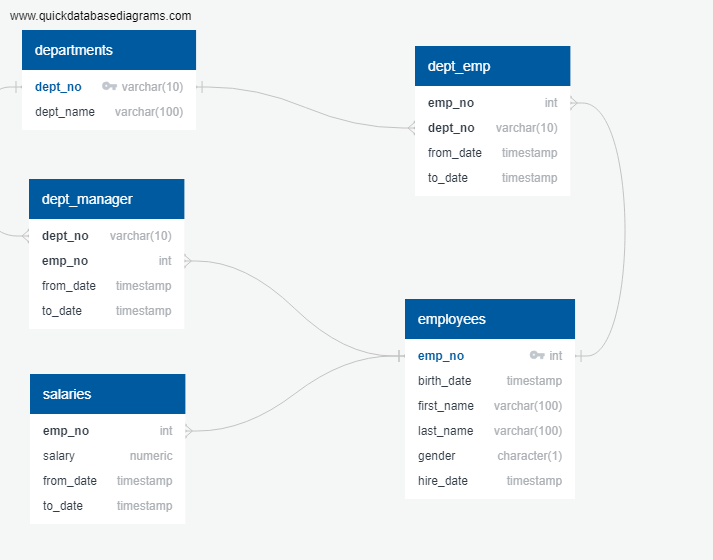 www.quickdatabasediagrams.com
departments
dept_no varchar(10)
dept_name varchar(100)
dept_emp
emp_no int
dept_no varchar(10)
from_date timestamp
to_date timestamp
dept_manager
dept_no varchar(10)
emp_no int
from_date timestamp
to_date timestamp
employees
emp_no int
birth_date timestamp
first_name varchar(100)
last_name varchar(100)
gender character(1)
hire_date timestamp
salaries
emp_no int
salary numeric
from_date timestamp
to_date timestamp